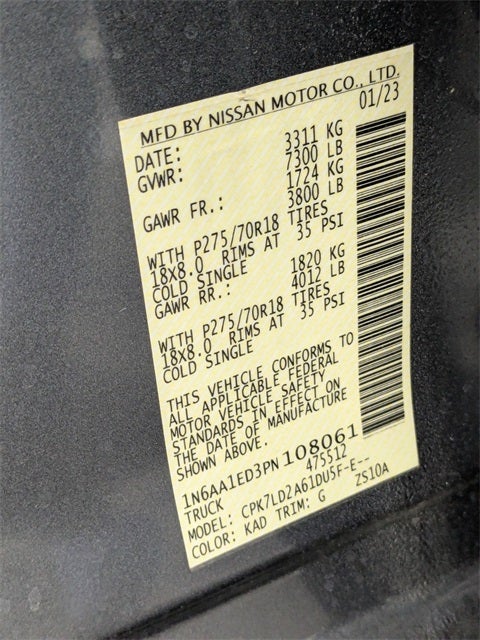 MFD BY NISSAN MOTOR CO., LTD.
DATE: 01/23
GVWR: 3311 KG
7300 LB
GAWR FR.: 1724 KG
3800 LB
WITH P275/70R18 TIRES
18X8.0 RIMS AT 35 PSI
COLD SINGLE
GAWR RR.: 1820 KG
4012 LB
WITH P275/70R18 TIRES
18X8.0 RIMS AT 35 PSI
COLD SINGLE
THIS VEHICLE CONFORMS TO
ALL APPLICABLE FEDERAL
MOTOR VEHICLE SAFETY
STANDARDS IN EFFECT ON
THE DATE OF MANUFACTURE
SHOWN ABOVE.
1N6AA1ED3PN108061
TRUCK 475512
MODEL: CPK7LD2A61DU5F-E--
COLOR: KAD TRIM: G ZS10A